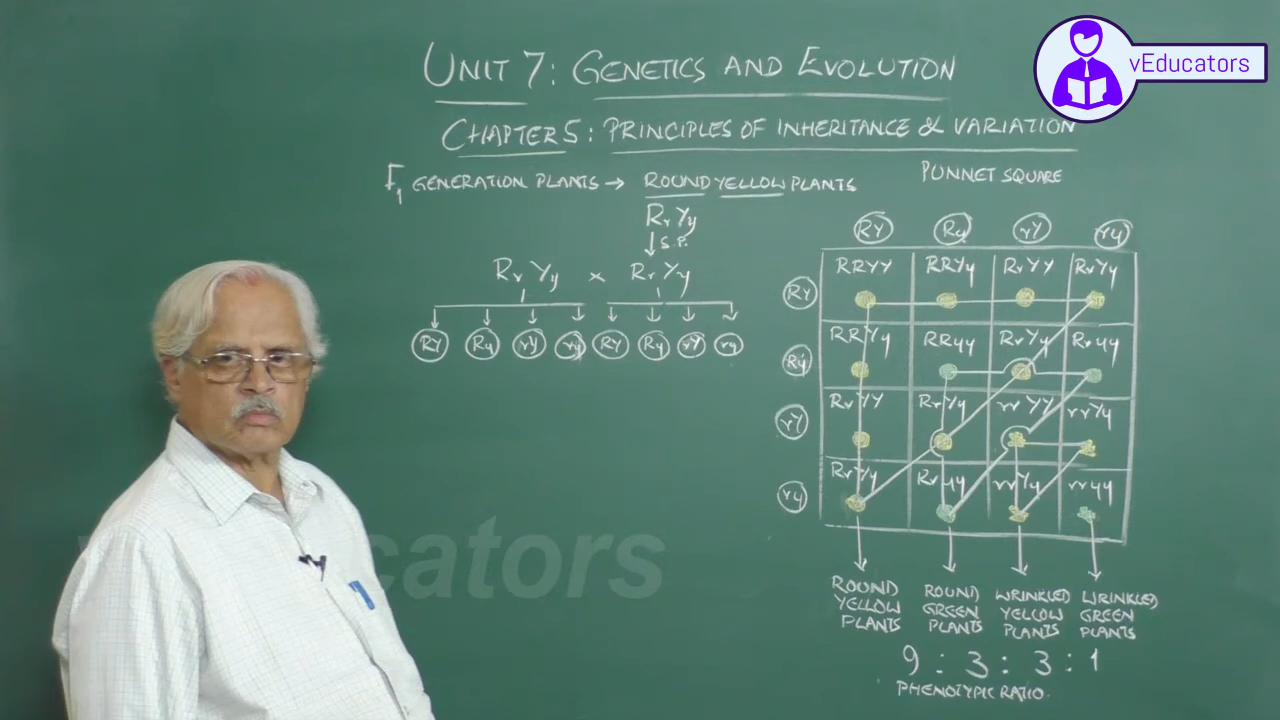 vEducators
UNIT 7: GENETICS AND EVOLUTION
CHAPTER 5: PRINCIPLES OF INHERITANCE & VARIATION
F1 GENERATION PLANTS → ROUND YELLOW PLANTS
PUNNET SQUARE
RrYy
↓ S.P.
RrYy × RrYy
RY Ry rY ry RY Ry rY ry
RY Ry rY ry
RY RRYY RRYy RrYY RrYy
Ry RRYy RRyy RrYy Rryy
rY RrYY RrYy rrYY rrYy
ry RrYy Rryy rrYy rryy
ROUND YELLOW PLANTS
ROUND GREEN PLANTS
WRINKLED YELLOW PLANTS
WRINKLED GREEN PLANTS
9 : 3 : 3 : 1
PHENOTYPIC RATIO.